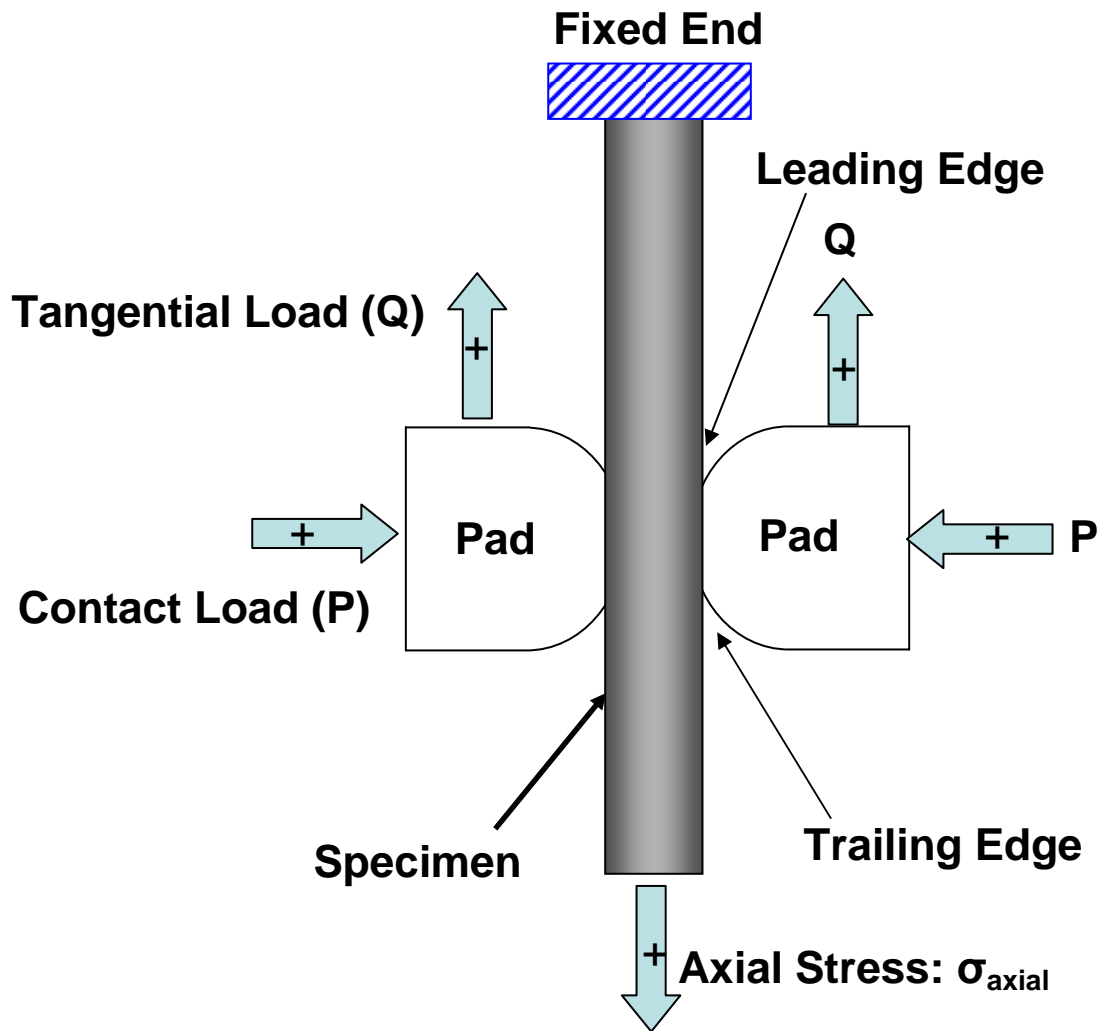 Fixed End
Leading Edge
Q
Tangential Load (Q)
+
+
Pad
Pad
+
+
P
Contact Load (P)
Specimen
Trailing Edge
+
Axial Stress: σaxial